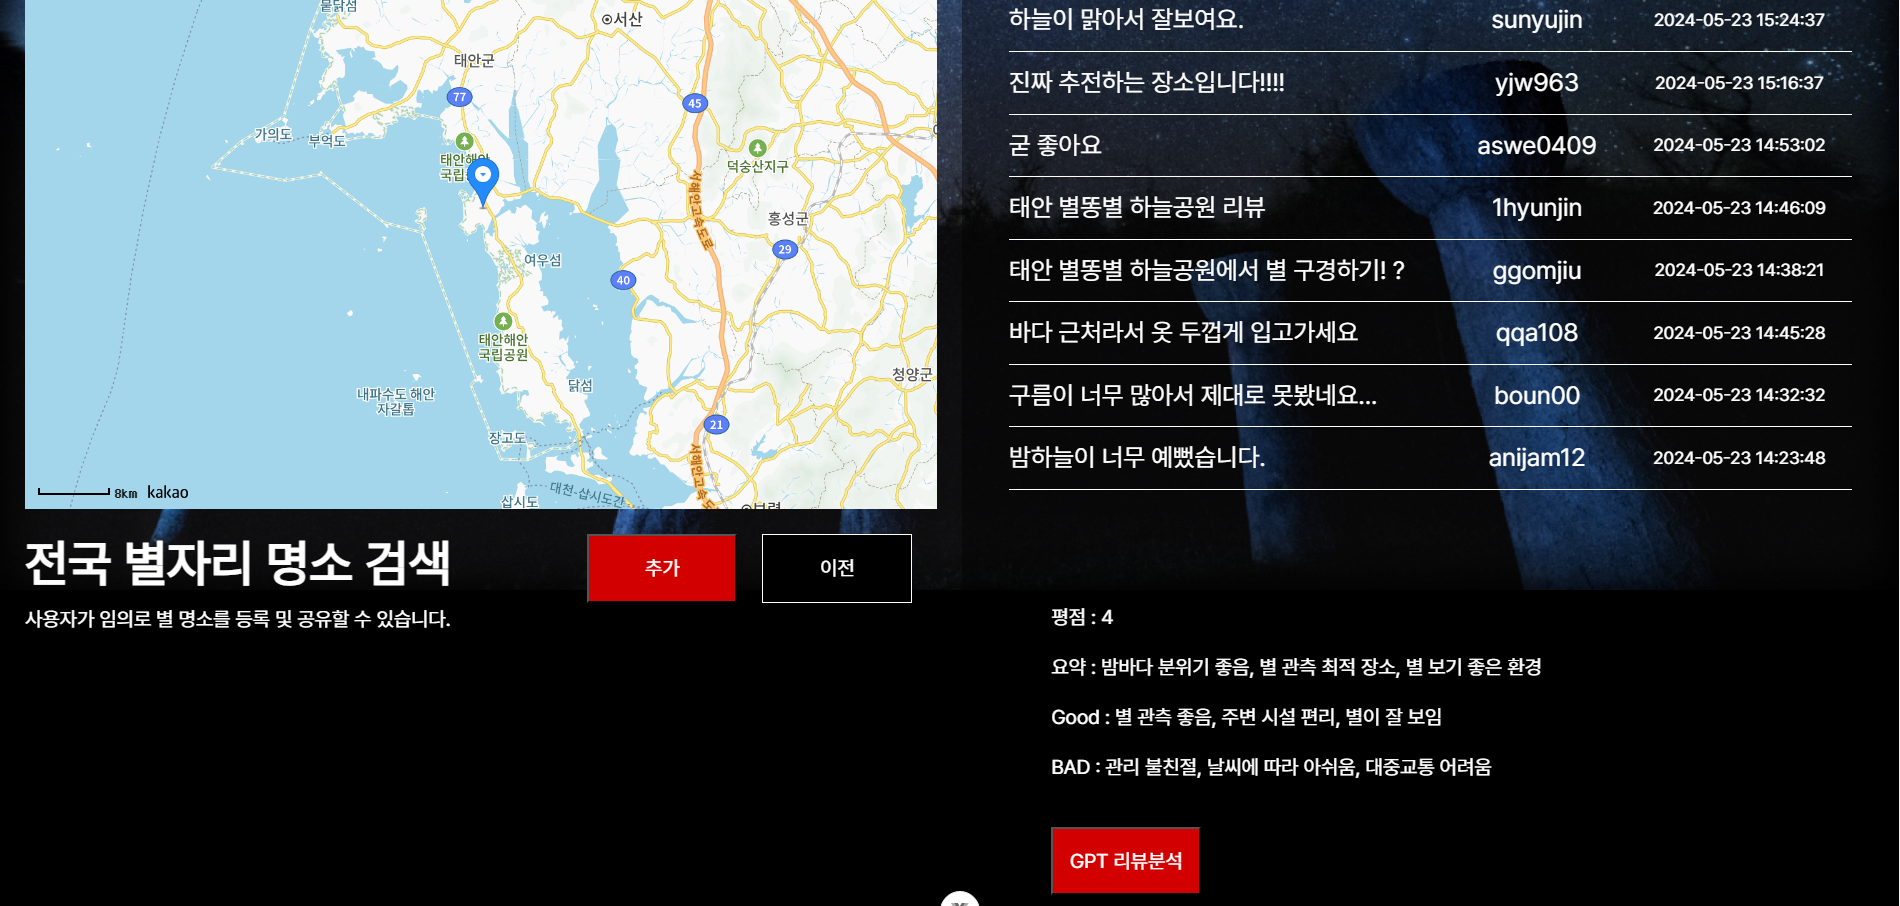 묻닭섬
서산
태안군
77
45
가의도
부억도
태안해안
국립공
덕숭산지구
서해안고속도로
홍성군
29
여우섬
40
태안해안
국립공원
청양군
닭섬
내파수도 해안
자갈톱
21
장고도
서해안고속도
대천-삽시도간
삽시도
보령
8km kakao
전국 별자리 명소 검색
사용자가 임의로 별 명소를 등록 및 공유할 수 있습니다.
추가
이전
하늘이 맑아서 잘보여요. sunyujin 2024-05-23 15:24:37
진짜 추전하는 장소입니다!!!! yjw963 2024-05-23 15:16:37
굳 좋아요 aswe0409 2024-05-23 14:53:02
태안 별똥별 하늘공원 리뷰 1hyunjin 2024-05-23 14:46:09
태안 별똥별 하늘공원에서 별 구경하기! ? ggomjiu 2024-05-23 14:38:21
바다 근처라서 옷 두껍게 입고가세요 qqa108 2024-05-23 14:45:28
구름이 너무 많아서 제대로 못봤네요... boun00 2024-05-23 14:32:32
밤하늘이 너무 예뻤습니다. anijam12 2024-05-23 14:23:48
평점 : 4
요약 : 밤바다 분위기 좋음, 별 관측 최적 장소, 별 보기 좋은 환경
Good : 별 관측 좋음, 주변 시설 편리, 별이 잘 보임
BAD : 관리 불친절, 날씨에 따라 아쉬움, 대중교통 어려움
GPT 리뷰분석